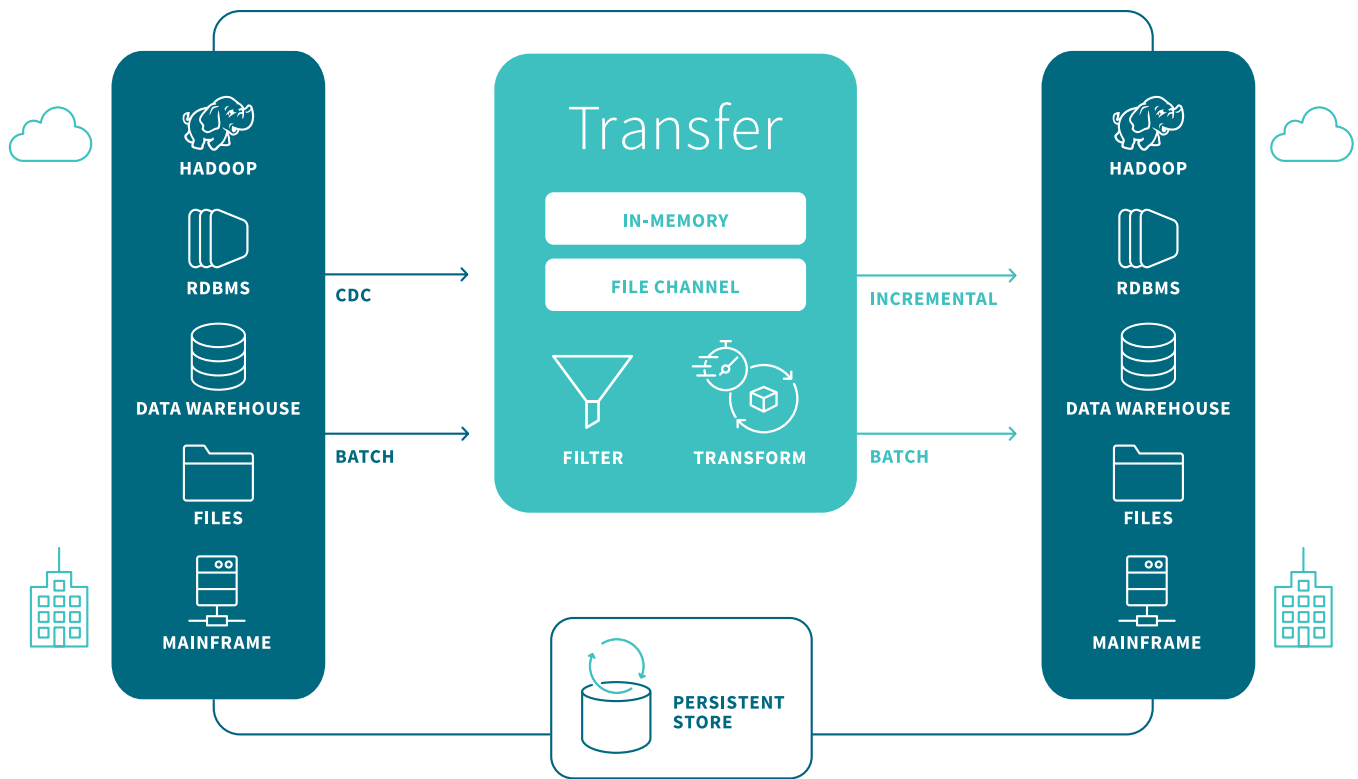 HADOOP
RDBMS
DATA WAREHOUSE
FILES
MAINFRAME
CDC
BATCH
Transfer
IN-MEMORY
FILE CHANNEL
FILTER
TRANSFORM
INCREMENTAL
BATCH
HADOOP
RDBMS
DATA WAREHOUSE
FILES
MAINFRAME
PERSISTENT
STORE